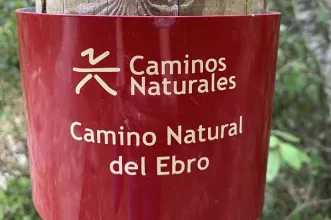 Caminos
Naturales
Camino Natural
del Ebro